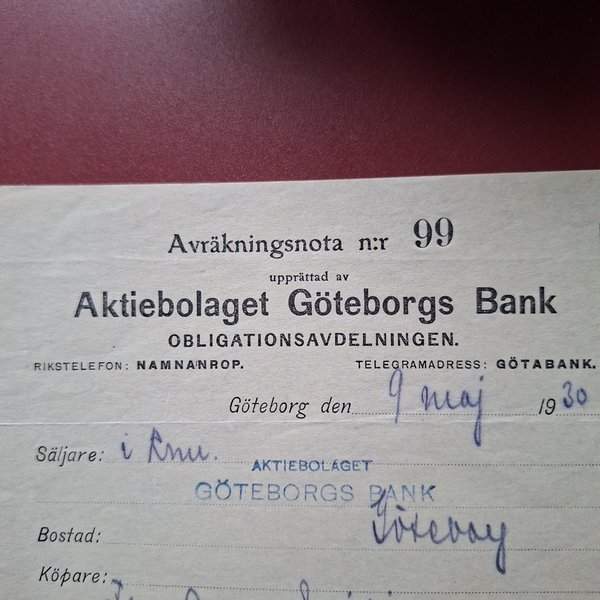 Avräkningsnota n:r 99
upprättad av
Aktiebolaget Göteborgs Bank
OBLIGATIONSAVDELNINGEN.
RIKSTELEFON: NAMNANROP. TELEGRAMADRESS: GÖTABANK.
Göteborg den 9 maj 1930
Säljare: i
AKTIEBOLAGET
GÖTEBORGS BANK
Bostad: Göteborg
Köpare: